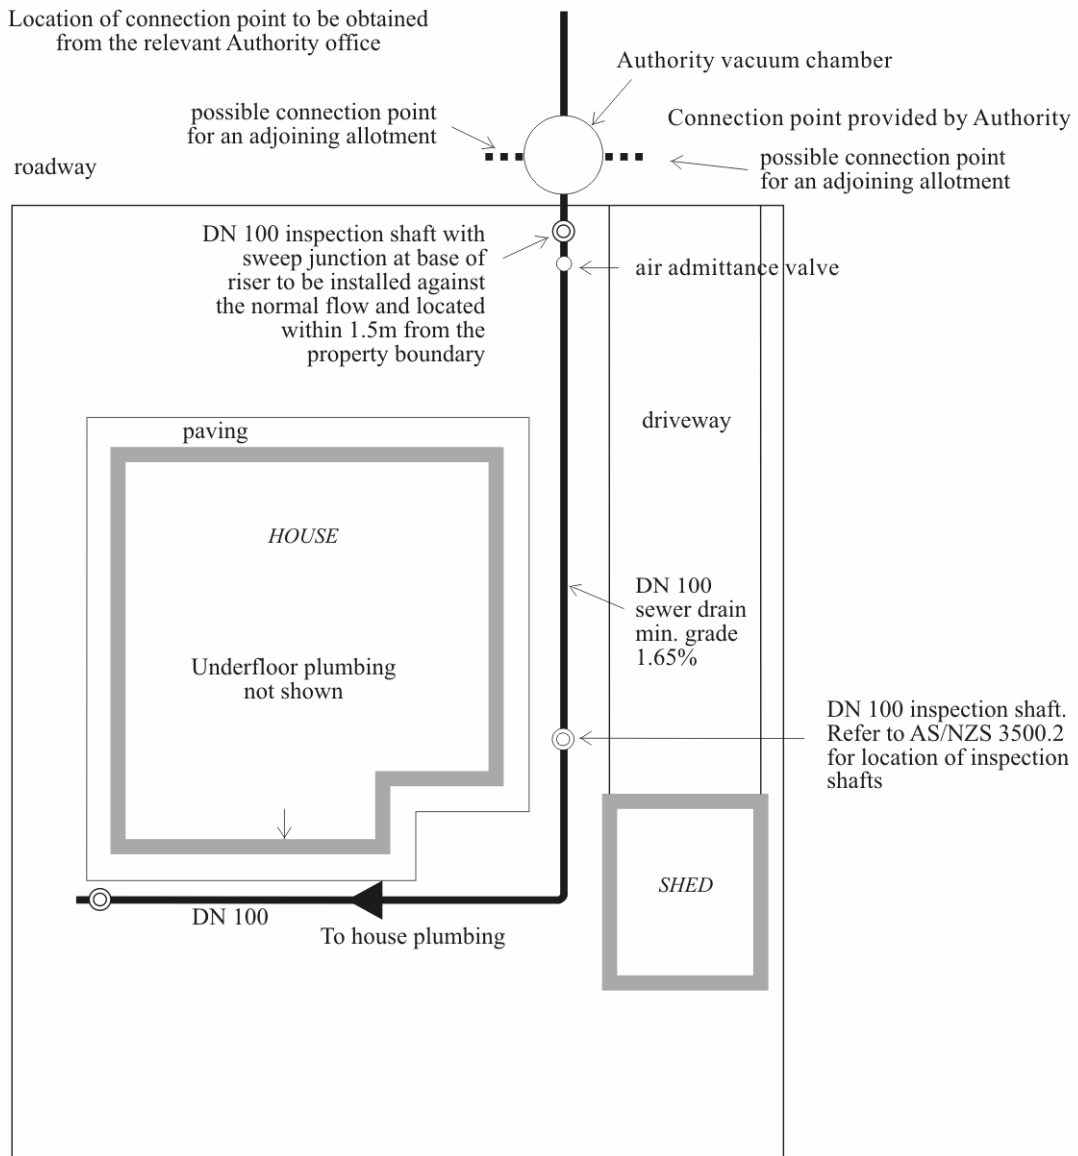 Location of connection point to be obtained
from the relevant Authority office
Authority vacuum chamber
possible connection point
for an adjoining allotment
Connection point provided by Authority
possible connection point
for an adjoining allotment
roadway
DN 100 inspection shaft with
sweep junction at base of
riser to be installed against
the normal flow and located
within 1.5m from the
property boundary
air admittance valve
driveway
paving
HOUSE
DN 100
sewer drain
min. grade
1.65%
Underfloor plumbing
not shown
DN 100 inspection shaft.
Refer to AS/NZS 3500.2
for location of inspection
shafts
SHED
DN 100
To house plumbing